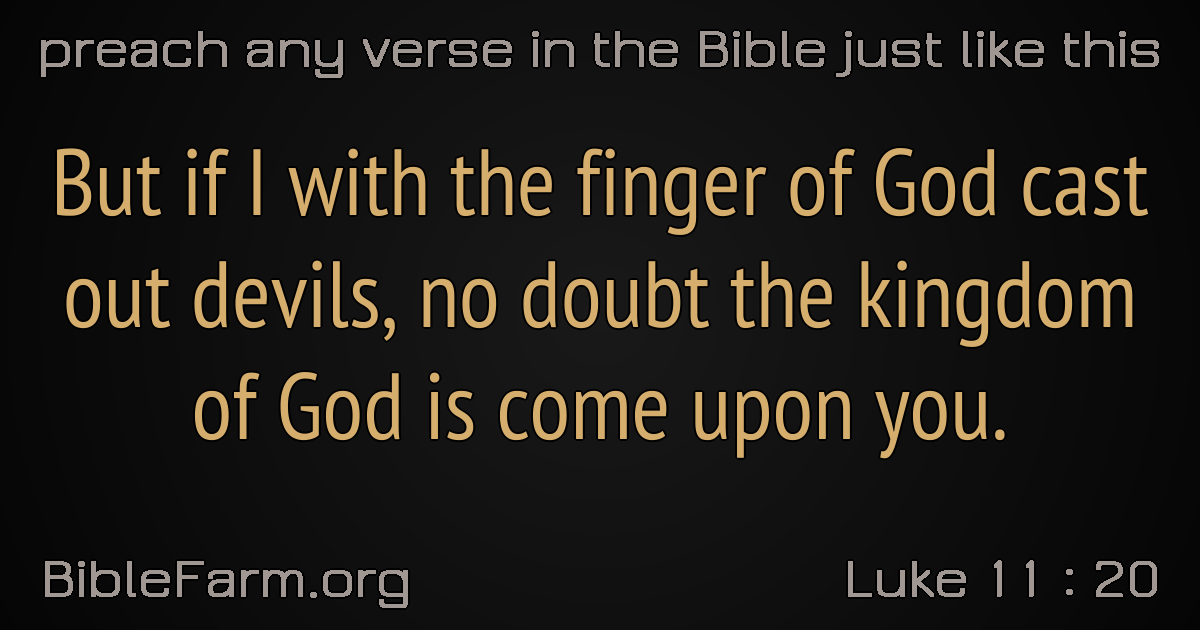 preach any verse in the Bible just like this
But if I with the finger of God cast
out devils, no doubt the kingdom
of God is come upon you.
BibleFarm.org
Luke 11 : 20